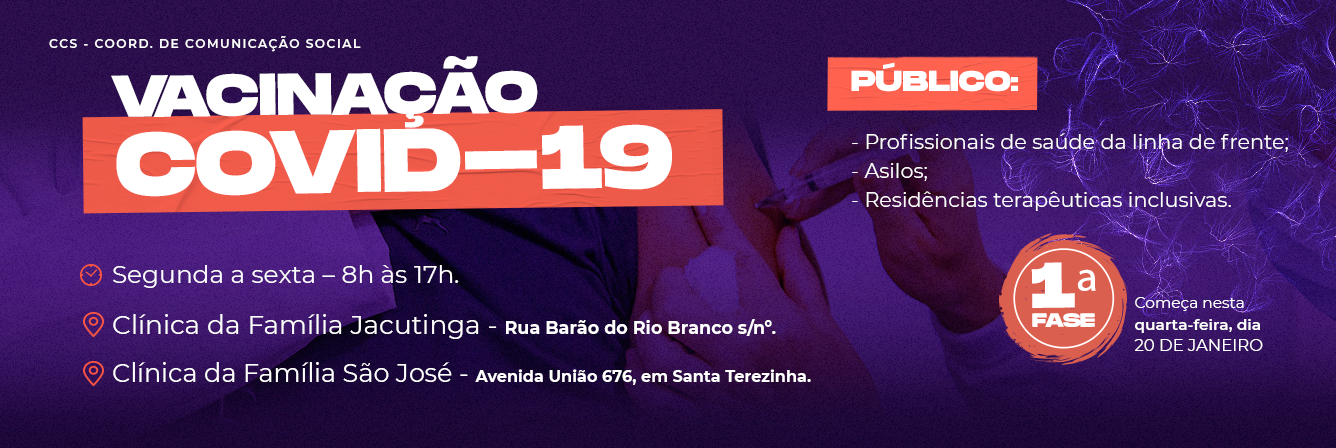 CCS - COORD. DE COMUNICAÇÃO SOCIAL
VACINAÇÃO
COVID-19
Segunda a sexta – 8h às 17h.
Clínica da Família Jacutinga - Rua Barão do Rio Branco s/nº.
Clínica da Família São José - Avenida União 676, em Santa Terezinha.
PÚBLICO:
- Profissionais de saúde da linha de frente;
- Asilos;
- Residências terapêuticas inclusivas.
1a
FASE
Começa nesta
quarta-feira, dia
20 DE JANEIRO